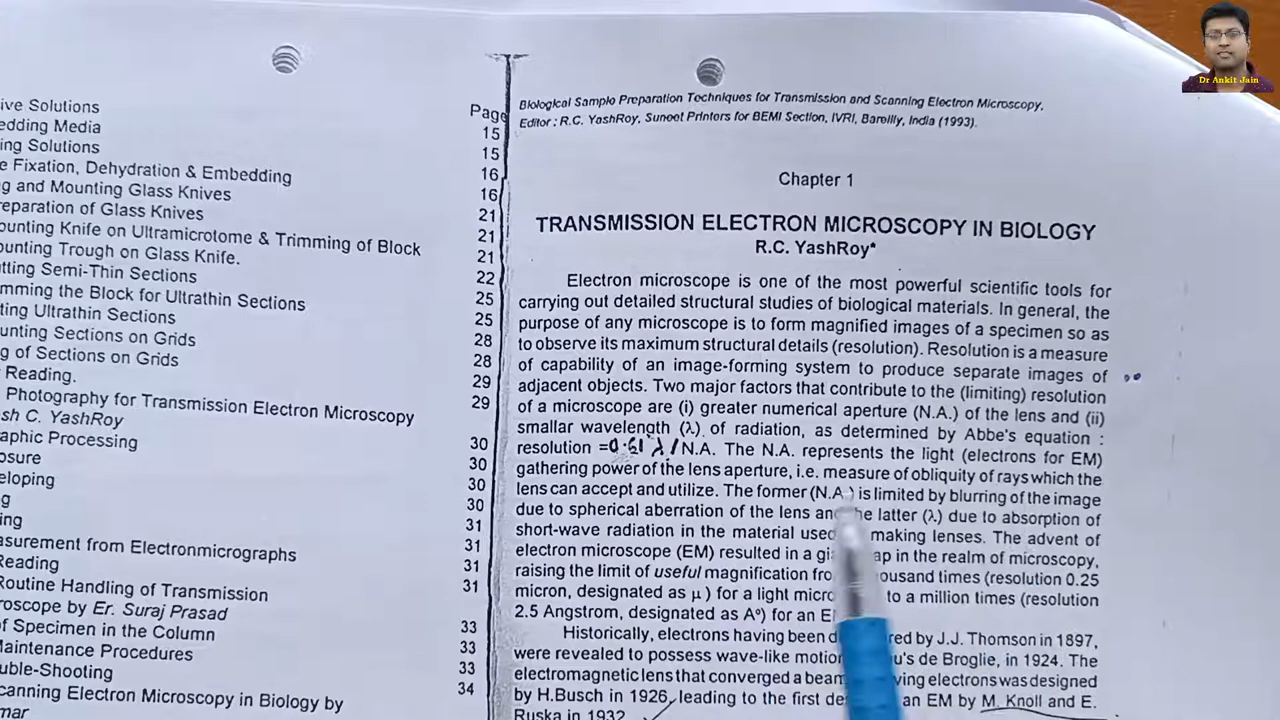 ive Solutions
edding Media
ing Solutions
e Fixation, Dehydration & Embedding
g and Mounting Glass Knives
reparation of Glass Knives
ounting Knife on Ultramicrotome & Trimming of Block
ounting Trough on Glass Knife.
tting Semi-Thin Sections
mming the Block for Ultrathin Sections
ting Ultrathin Sections
unting Sections on Grids
g of Sections on Grids
Reading.
Photography for Transmission Electron Microscopy
sh C. YashRoy
aphic Processing
osure
eloping
g
ing
asurement from Electronmicrographs
Reading
Routine Handling of Transmission
roscope by Er. Suraj Prasad
of Specimen in the Column
Maintenance Procedures
uble-Shooting
canning Electron Microscopy in Biology by
mar
Page
15
15
16
16
21
21
21
22
25
25
28
28
29
29
30
30
30
30
31
31
31
31
33
33
33
34
Biological Sample Preparation Techniques for Transmission and Scanning Electron Microscopy,
Editor : R.C. YashRoy, Suneet Printers for BEMI Section, IVRI, Bareilly, India (1993).
Chapter 1
TRANSMISSION ELECTRON MICROSCOPY IN BIOLOGY
R.C. YashRoy*
Electron microscope is one of the most powerful scientific tools for
carrying out detailed structural studies of biological materials. In general, the
purpose of any microscope is to form magnified images of a specimen so as
to observe its maximum structural details (resolution). Resolution is a measure
of capability of an image-forming system to produce separate images of
adjacent objects. Two major factors that contribute to the (limiting) resolution
of a microscope are (i) greater numerical aperture (N.A.) of the lens and (ii)
smallar wavelength (λ) of radiation, as determined by Abbe's equation :
resolution =0.61 λ/N.A. The N.A. represents the light (electrons for EM)
gathering power of the lens aperture, i.e. measure of obliquity of rays which the
lens can accept and utilize. The former (N.A.) is limited by blurring of the image
due to spherical aberration of the lens and the latter (λ) due to absorption of
short-wave radiation in the material used making lenses. The advent of
electron microscope (EM) resulted in a gia ap in the realm of microscopy,
raising the limit of useful magnification fro ousand times (resolution 0.25
micron, designated as µ) for a light micro to a million times (resolution
2.5 Angstrom, designated as A°) for an E
Historically, electrons having been d red by J.J. Thomson in 1897,
were revealed to possess wave-like motion u's de Broglie, in 1924. The
electromagnetic lens that converged a beam ving electrons was designed
by H.Busch in 1926, leading to the first de an EM by M. Knoll and E.
Ruska in 1932
Dr Ankit Jain